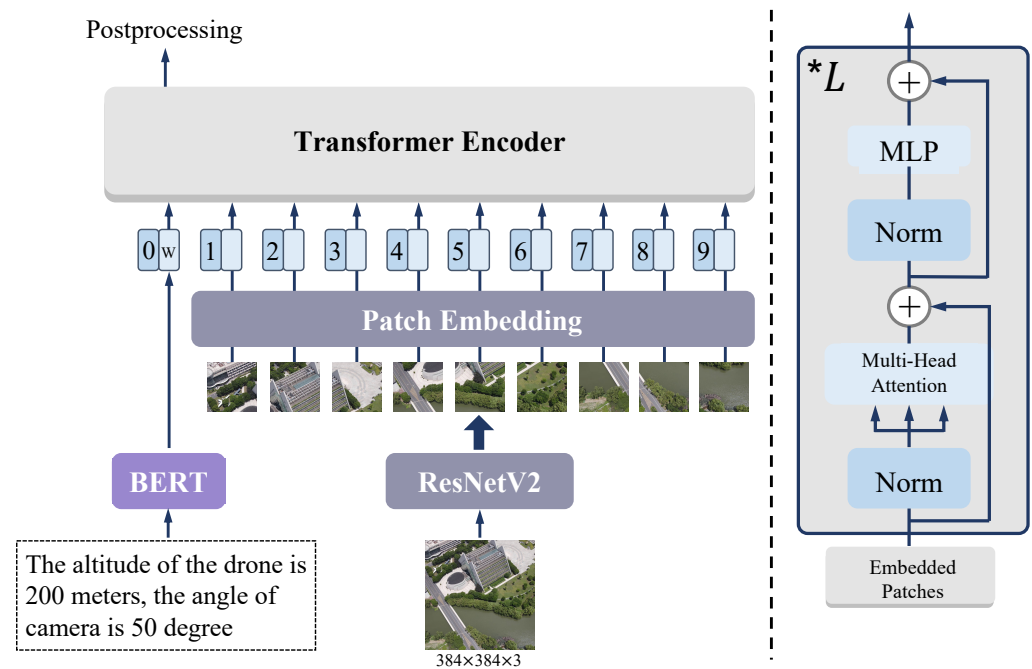 Postprocessing
Transformer Encoder
0 w 1 2 3 4 5 6 7 8 9
Patch Embedding
BERT
ResNetV2
The altitude of the drone is
200 meters, the angle of
camera is 50 degree
384×384×3
*L
+
MLP
Norm
+
Multi-Head
Attention
Norm
Embedded
Patches